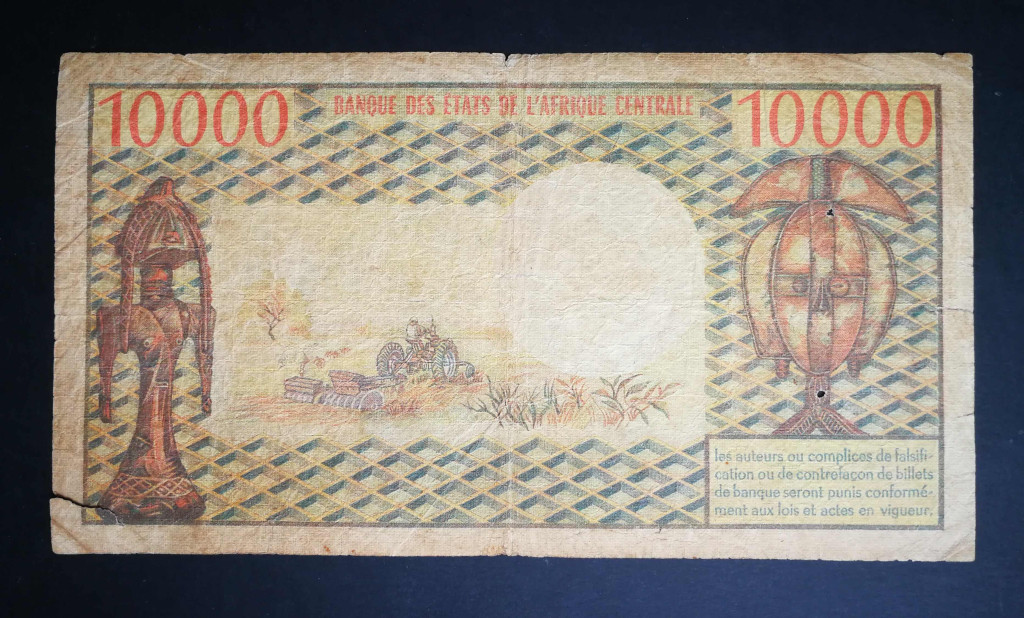 10000
BANQUE DES ÉTATS DE L'AFRIQUE CENTRALE
10000
les auteurs ou complices de falsifi-
cation ou de contrefaçon de billets
de banque seront punis conformé-
ment aux lois et actes en vigueur.